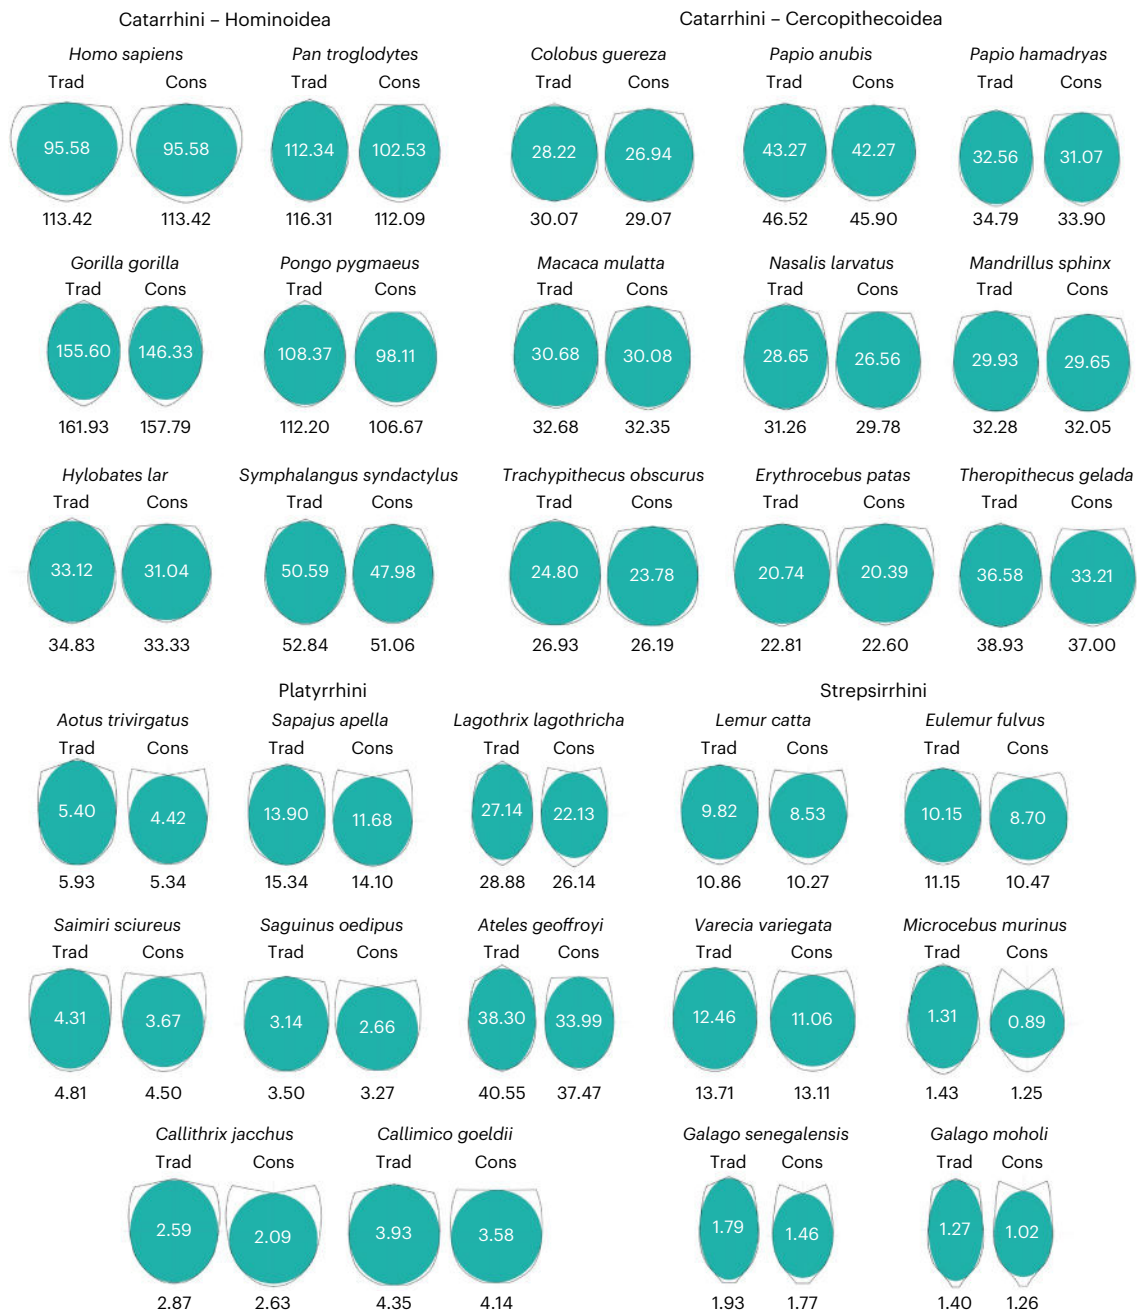 Catarrhini – Hominoidea
Catarrhini – Cercopithecoidea
Homo sapiens
Pan troglodytes
Colobus guereza
Papio anubis
Papio hamadryas
Trad Cons Trad Cons Trad Cons Trad Cons Trad Cons
95.58 95.58 112.34 102.53 28.22 26.94 43.27 42.27 32.56 31.07
113.42 113.42 116.31 112.09 30.07 29.07 46.52 45.90 34.79 33.90
Gorilla gorilla
Pongo pygmaeus
Macaca mulatta
Nasalis larvatus
Mandrillus sphinx
Trad Cons Trad Cons Trad Cons Trad Cons Trad Cons
155.60 146.33 108.37 98.11 30.68 30.08 28.65 26.56 29.93 29.65
161.93 157.79 112.20 106.67 32.68 32.35 31.26 29.78 32.28 32.05
Hylobates lar
Symphalangus syndactylus
Trachypithecus obscurus
Erythrocebus patas
Theropithecus gelada
Trad Cons Trad Cons Trad Cons Trad Cons Trad Cons
33.12 31.04 50.59 47.98 24.80 23.78 20.74 20.39 36.58 33.21
34.83 33.33 52.84 51.06 26.93 26.19 22.81 22.60 38.93 37.00
Platyrrhini
Strepsirrhini
Aotus trivirgatus
Sapajus apella
Lagothrix lagothricha
Lemur catta
Eulemur fulvus
Trad Cons Trad Cons Trad Cons Trad Cons Trad Cons
5.40 4.42 13.90 11.68 27.14 22.13 9.82 8.53 10.15 8.70
5.93 5.34 15.34 14.10 28.88 26.14 10.86 10.27 11.15 10.47
Saimiri sciureus
Saguinus oedipus
Ateles geoffroyi
Varecia variegata
Microcebus murinus
Trad Cons Trad Cons Trad Cons Trad Cons Trad Cons
4.31 3.67 3.14 2.66 38.30 33.99 12.46 11.06 1.31 0.89
4.81 4.50 3.50 3.27 40.55 37.47 13.71 13.11 1.43 1.25
Callithrix jacchus
Callimico goeldii
Galago senegalensis
Galago moholi
Trad Cons Trad Cons Trad Cons Trad Cons
2.59 2.09 3.93 3.58 1.79 1.46 1.27 1.02
2.87 2.63 4.35 4.14 1.93 1.77 1.40 1.26